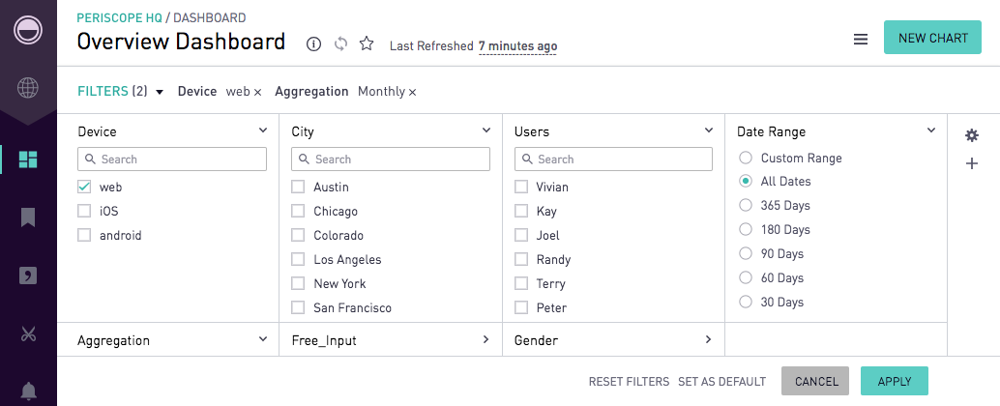 PERISCOPE HQ / DASHBOARD
Overview Dashboard
Last Refreshed 7 minutes ago
NEW CHART
FILTERS (2) Device web × Aggregation Monthly ×
Device
Search
web
iOS
android
City
Search
Austin
Chicago
Colorado
Los Angeles
New York
San Francisco
Users
Search
Vivian
Kay
Joel
Randy
Terry
Peter
Date Range
Custom Range
All Dates
365 Days
180 Days
90 Days
60 Days
30 Days
Aggregation
Free_Input
Gender
RESET FILTERS SET AS DEFAULT CANCEL APPLY